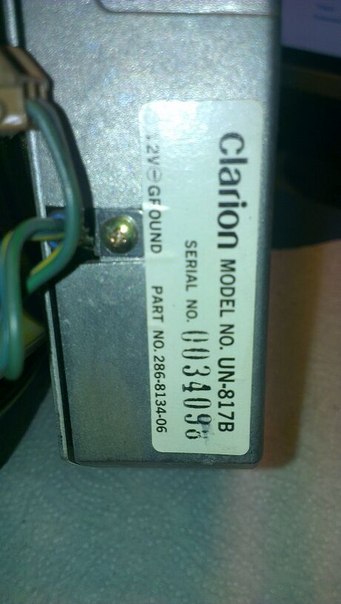 Clarion MODEL NO. UN-817B
SERIAL NO. 0034098
12V⊖GROUND PART NO.286-8134-06